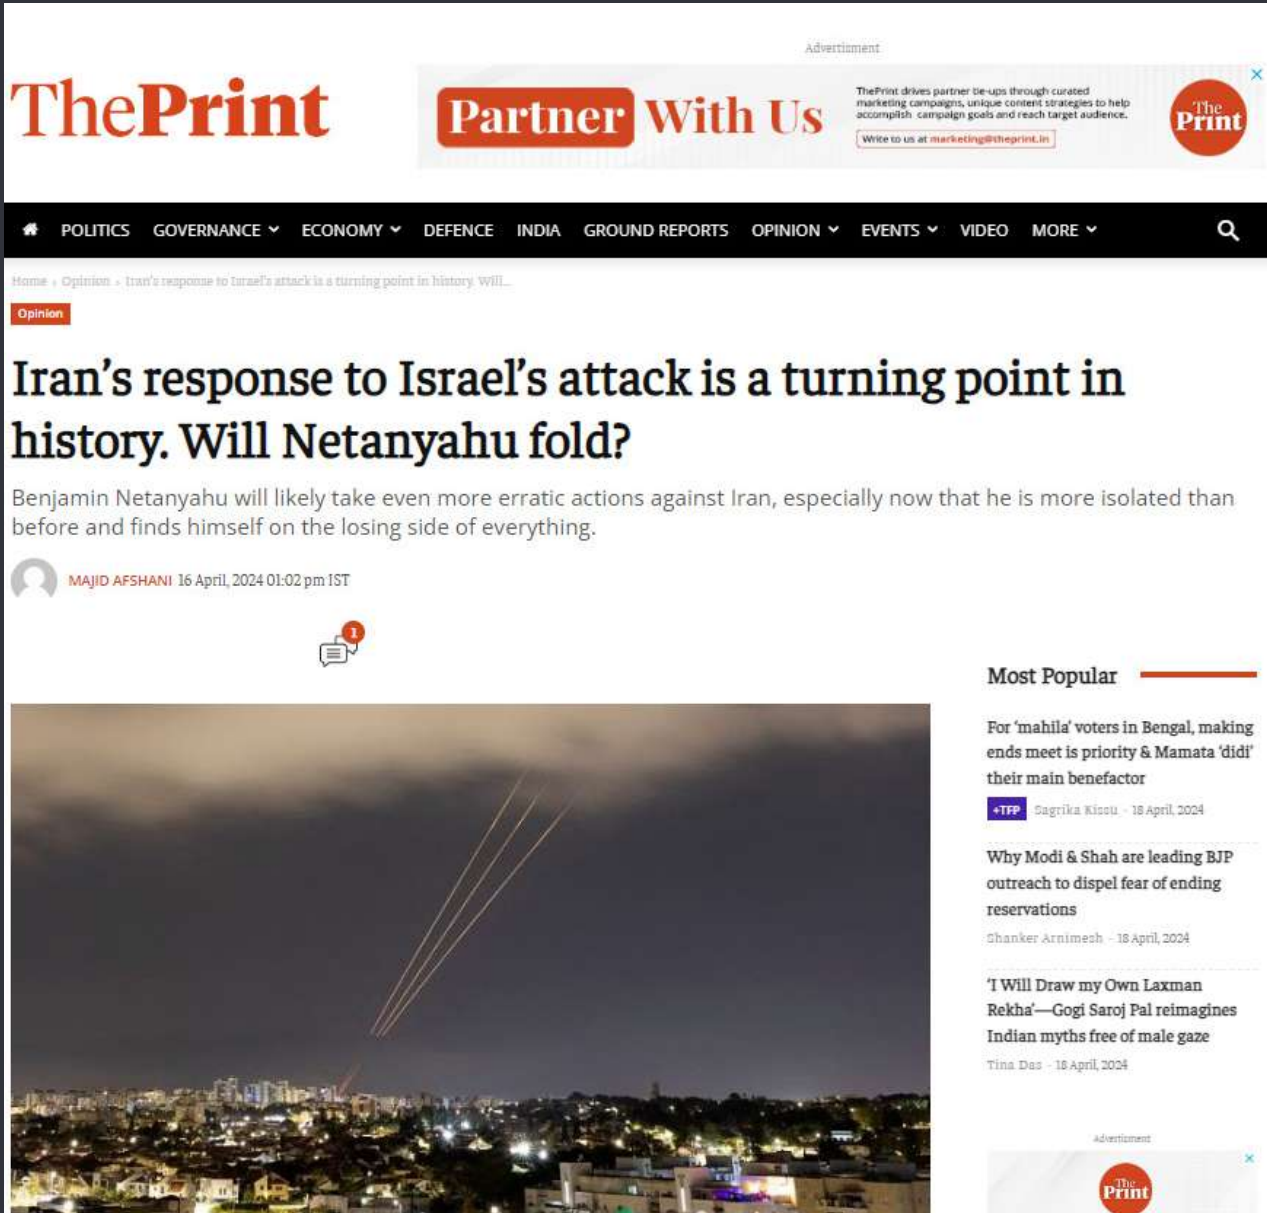 Advertisment
ThePrint
Partner With Us
ThePrint drives partner tie-ups through curated
marketing campaigns, unique content strategies to help
accomplish campaign goals and reach target audience.
Write to us at marketing@theprint.in
The
Print
POLITICS GOVERNANCE ECONOMY DEFENCE INDIA GROUND REPORTS OPINION EVENTS VIDEO MORE
Home › Opinion › Iran's response to Israel's attack is a turning point in history. Will...
Opinion
Iran’s response to Israel’s attack is a turning point in
history. Will Netanyahu fold?
Benjamin Netanyahu will likely take even more erratic actions against Iran, especially now that he is more isolated than
before and finds himself on the losing side of everything.
MAJID AFSHANI 16 April, 2024 01:02 pm IST
1
Most Popular
For ‘mahila’ voters in Bengal, making
ends meet is priority & Mamata ‘didi’
their main benefactor
+TFP Sagrika Kissu - 18 April, 2024
Why Modi & Shah are leading BJP
outreach to dispel fear of ending
reservations
Shanker Arnimesh - 18 April, 2024
‘I Will Draw my Own Laxman
Rekha’—Gogi Saroj Pal reimagines
Indian myths free of male gaze
Tina Das - 18 April, 2024
Advertisment
The
Print